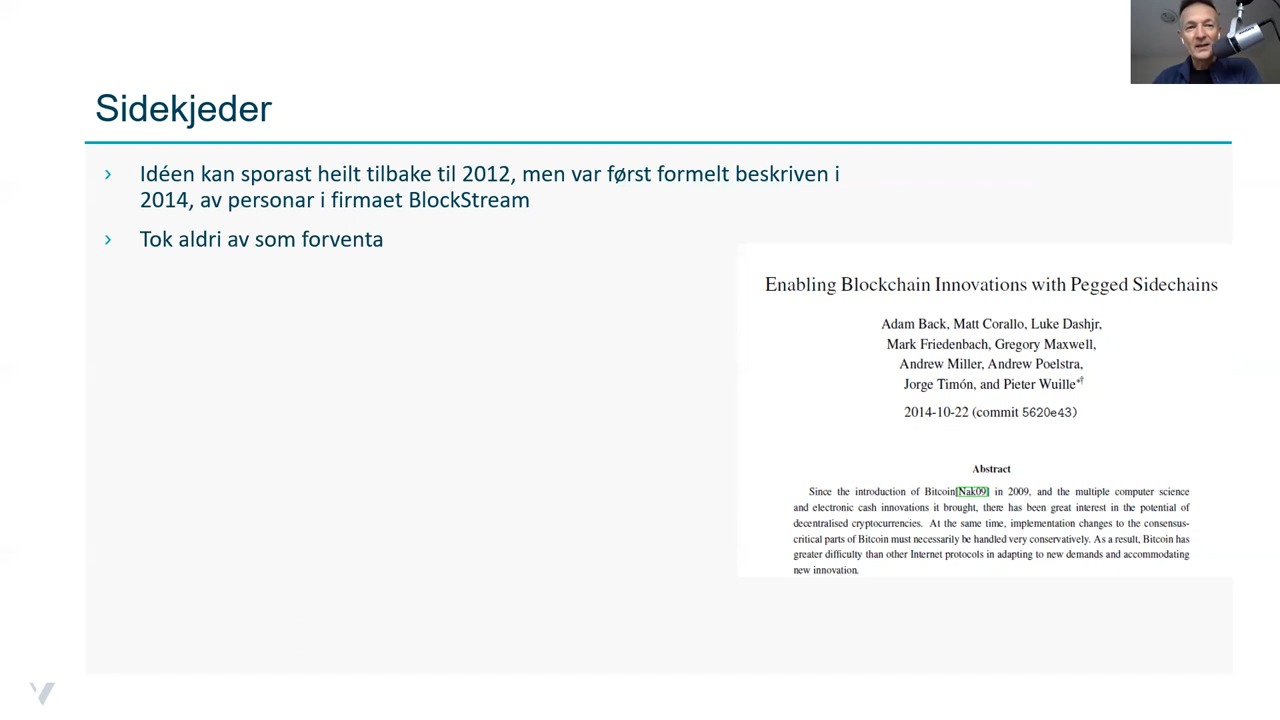 Sidekjeder
› Idéen kan sporast heilt tilbake til 2012, men var først formelt beskriven i
2014, av personar i firmaet BlockStream
› Tok aldri av som forventa
Enabling Blockchain Innovations with Pegged Sidechains
Adam Back, Matt Corallo, Luke Dashjr,
Mark Friedenbach, Gregory Maxwell,
Andrew Miller, Andrew Poelstra,
Jorge Timón, and Pieter Wuille*†
2014-10-22 (commit 5620e43)
Abstract
Since the introduction of Bitcoin[Nak09] in 2009, and the multiple computer science
and electronic cash innovations it brought, there has been great interest in the potential of
decentralised cryptocurrencies. At the same time, implementation changes to the consensus-
critical parts of Bitcoin must necessarily be handled very conservatively. As a result, Bitcoin has
greater difficulty than other Internet protocols in adapting to new demands and accommodating
new innovation.